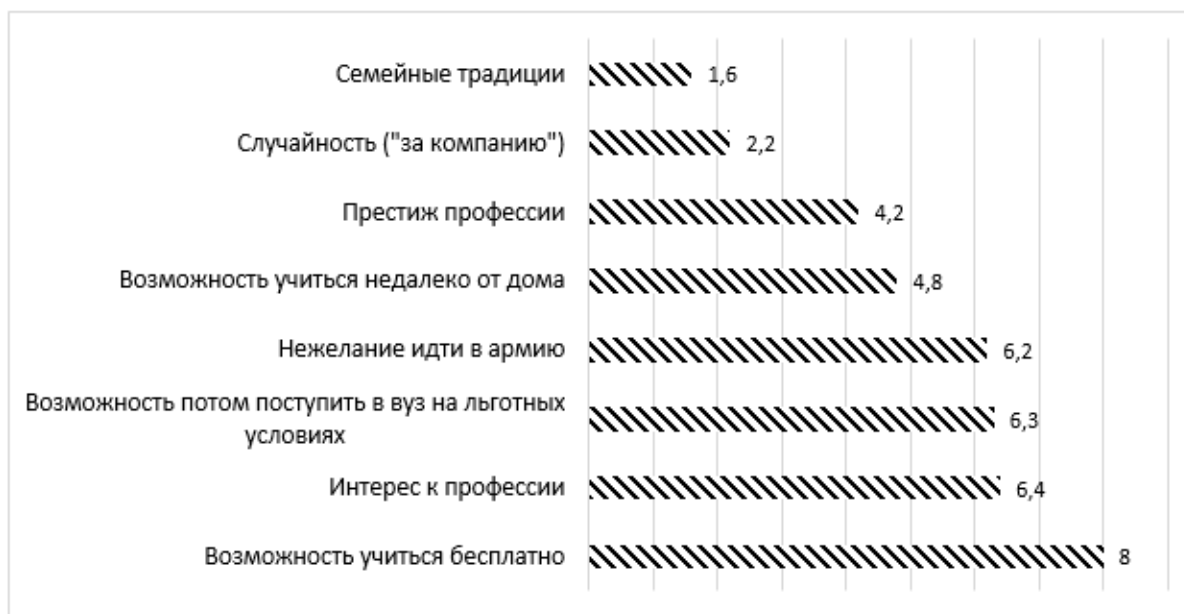 Семейные традиции 1,6
Случайность ("за компанию") 2,2
Престиж профессии 4,2
Возможность учиться недалеко от дома 4,8
Нежелание идти в армию 6,2
Возможность потом поступить в вуз на льготных
условиях 6,3
Интерес к профессии 6,4
Возможность учиться бесплатно 8